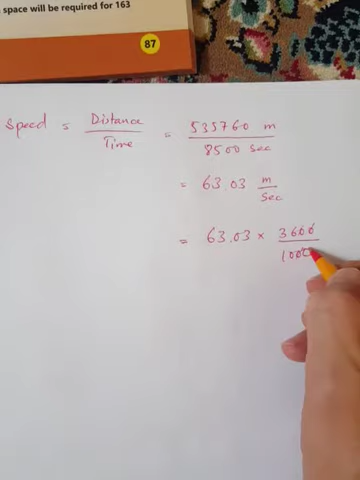 space will be required for 163
87
Speed = Distance / Time = 535760 m / 8500 Sec
= 63.03 m / Sec
= 63.03 × 3600 / 1000